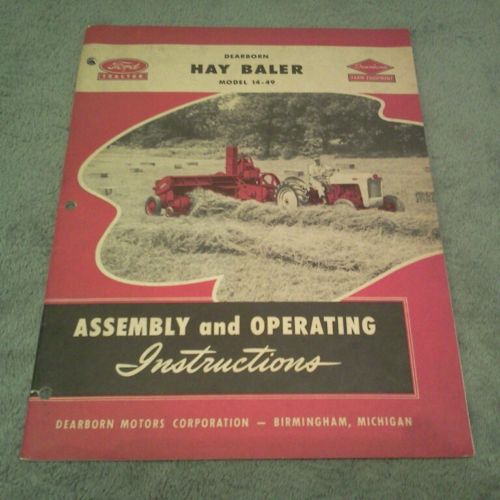 DEARBORN
HAY BALER
MODEL 14-49
Ford
TRACTOR
Dearborn
FARM EQUIPMENT
ASSEMBLY and OPERATING
Instructions
DEARBORN MOTORS CORPORATION — BIRMINGHAM, MICHIGAN